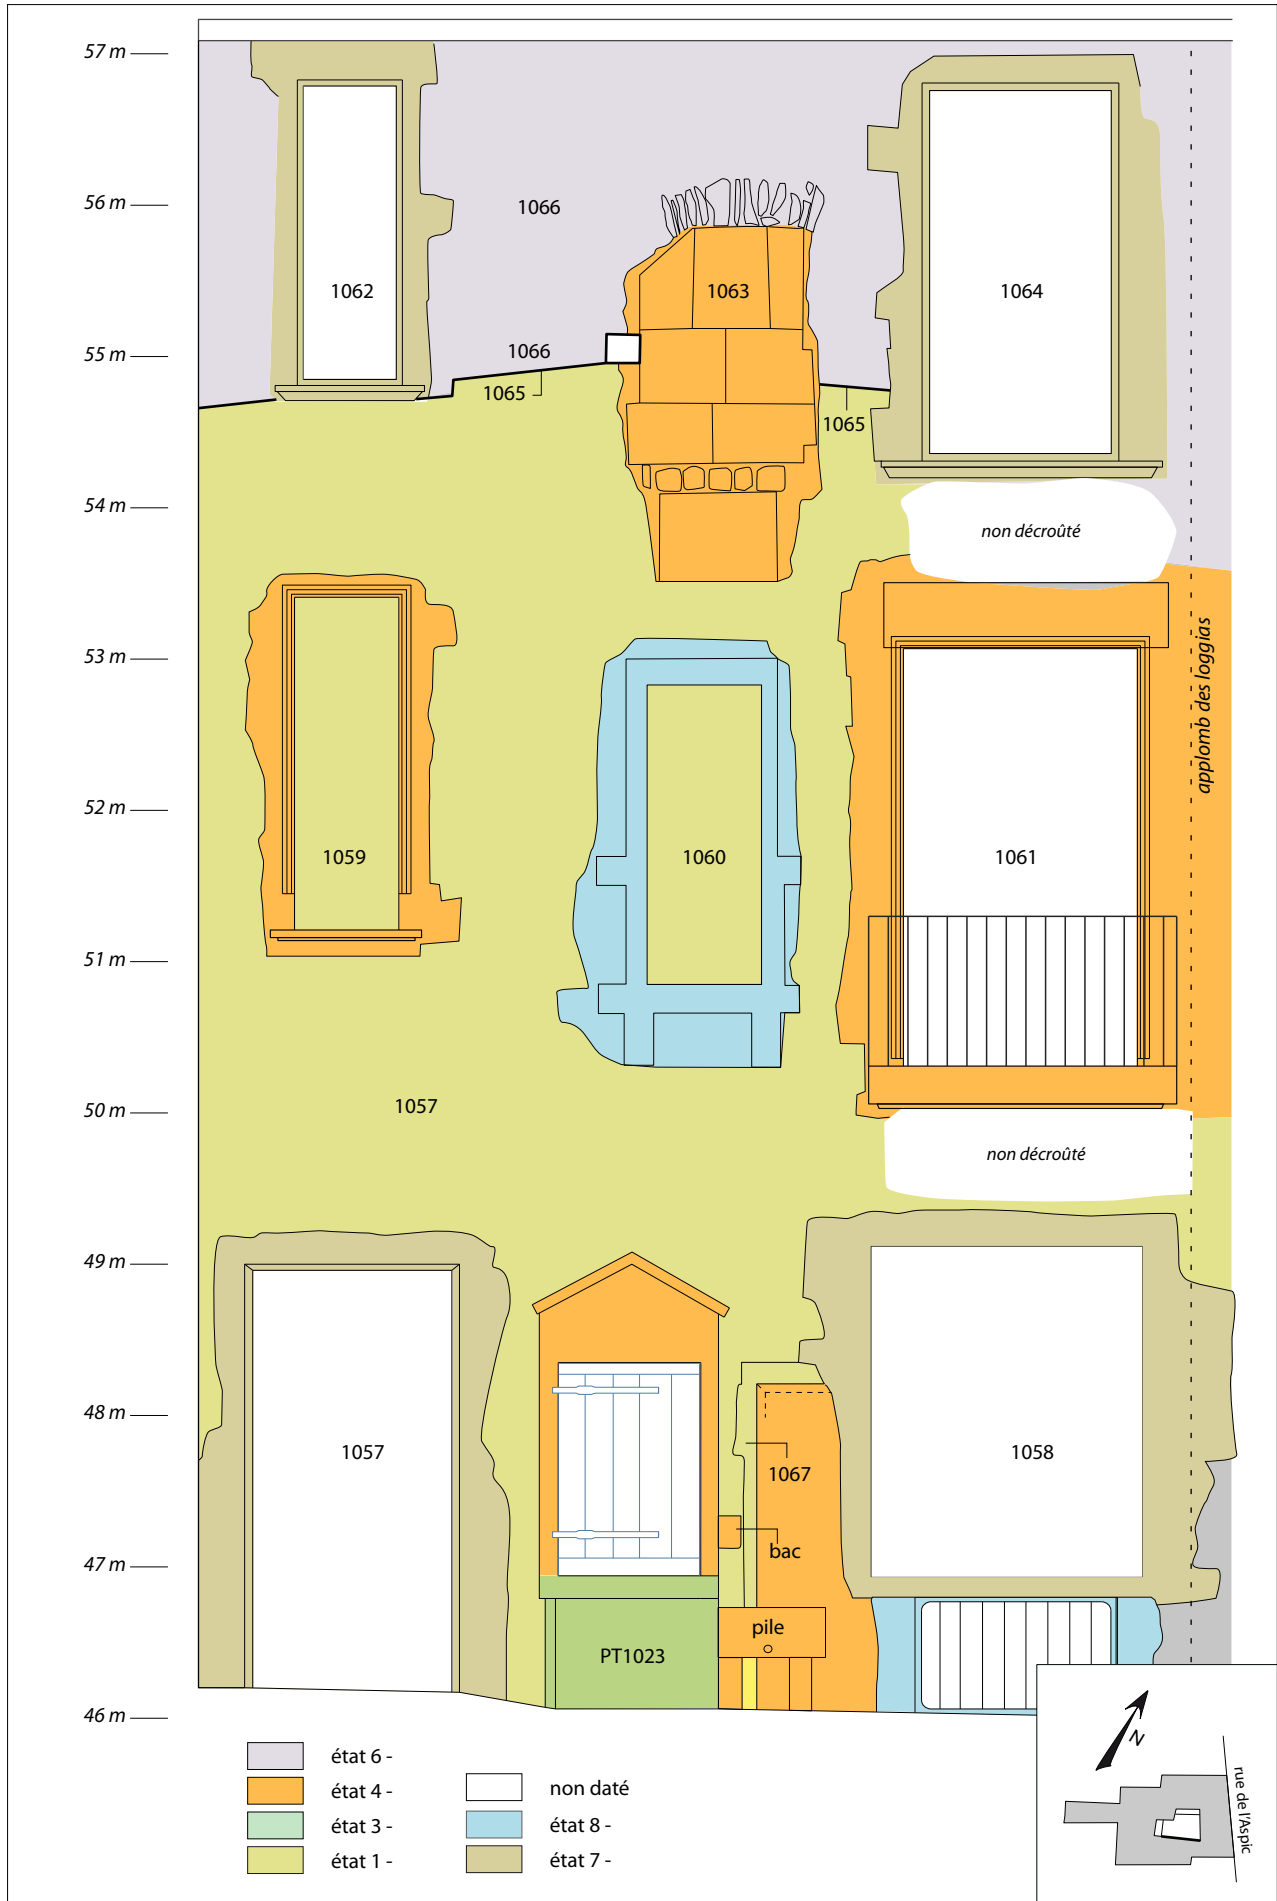 57 m
56 m
1066
1062
1063
1064
55 m
1066
1065
1065
54 m
non décroûté
53 m
applomb des loggias
52 m
1059
1060
1061
51 m
50 m
1057
non décroûté
49 m
48 m
1057
1058
1067
47 m
bac
pile
PT1023
46 m
état 6 -
état 4 -
état 3 -
état 1 -
non daté
état 8 -
état 7 -
N
rue de l'Aspic